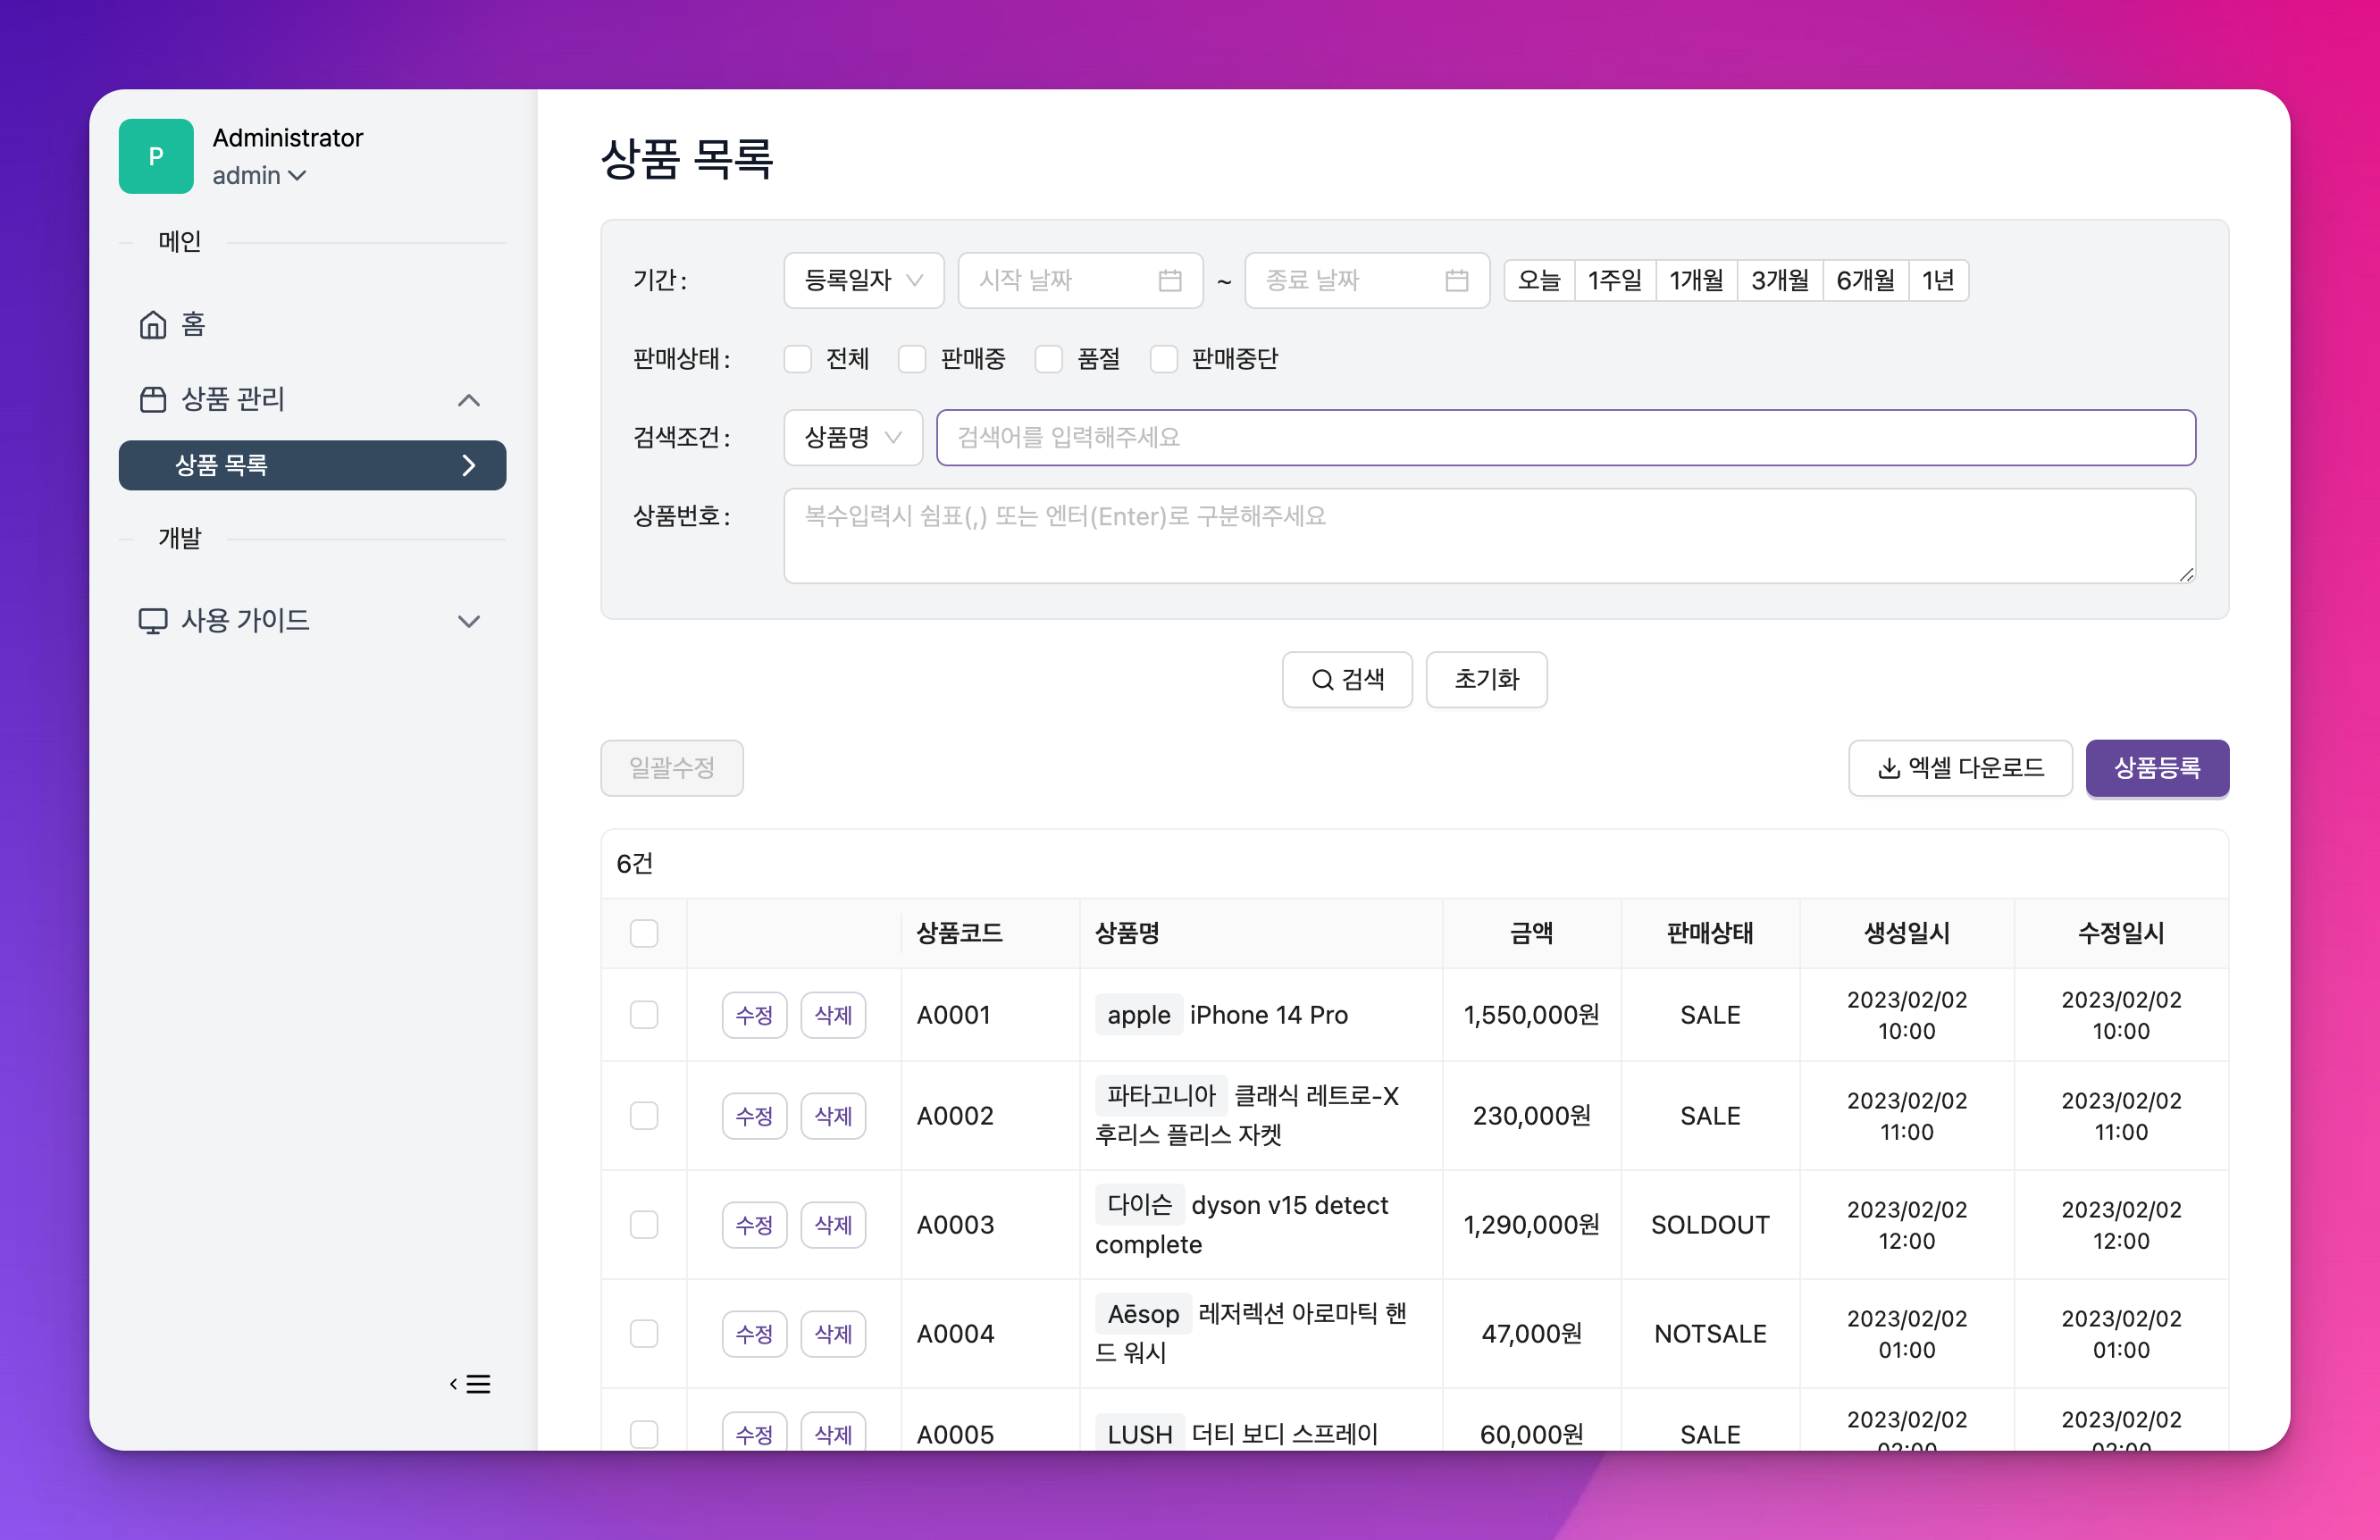 P
Administrator
admin
메인
홈
상품 관리
상품 목록
개발
사용 가이드
상품 목록
기간 : 등록일자 시작 날짜 ~ 종료 날짜 오늘 1주일 1개월 3개월 6개월 1년
판매상태 : 전체 판매중 품절 판매중단
검색조건 : 상품명 검색어를 입력해주세요
상품번호 : 복수입력시 쉼표(,) 또는 엔터(Enter)로 구분해주세요
검색 초기화
일괄수정 엑셀 다운로드 상품등록
6건
상품코드 상품명 금액 판매상태 생성일시 수정일시
수정 삭제 A0001 apple iPhone 14 Pro 1,550,000원 SALE 2023/02/02 2023/02/02
10:00 10:00
수정 삭제 A0002 파타고니아 클래식 레트로-X 230,000원 SALE 2023/02/02 2023/02/02
후리스 플리스 자켓 11:00 11:00
수정 삭제 A0003 다이슨 dyson v15 detect 1,290,000원 SOLDOUT 2023/02/02 2023/02/02
complete 12:00 12:00
수정 삭제 A0004 Aēsop 레저렉션 아로마틱 핸 47,000원 NOTSALE 2023/02/02 2023/02/02
드 워시 01:00 01:00
수정 삭제 A0005 LUSH 더티 보디 스프레이 60,000원 SALE 2023/02/02 2023/02/02